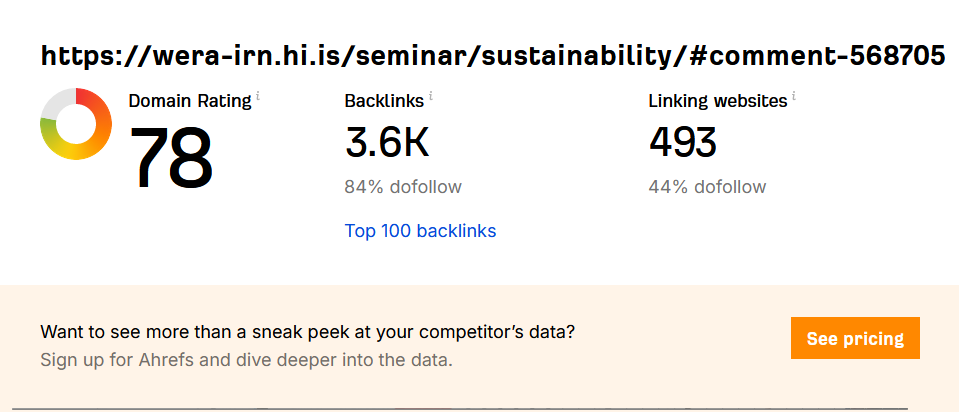 https://wera-irn.hi.is/seminar/sustainability/#comment-568705
Domain Rating i
Backlinks i
Linking websites i
78
3.6K
493
84% dofollow
44% dofollow
Top 100 backlinks
Want to see more than a sneak peek at your competitor's data?
Sign up for Ahrefs and dive deeper into the data.
See pricing